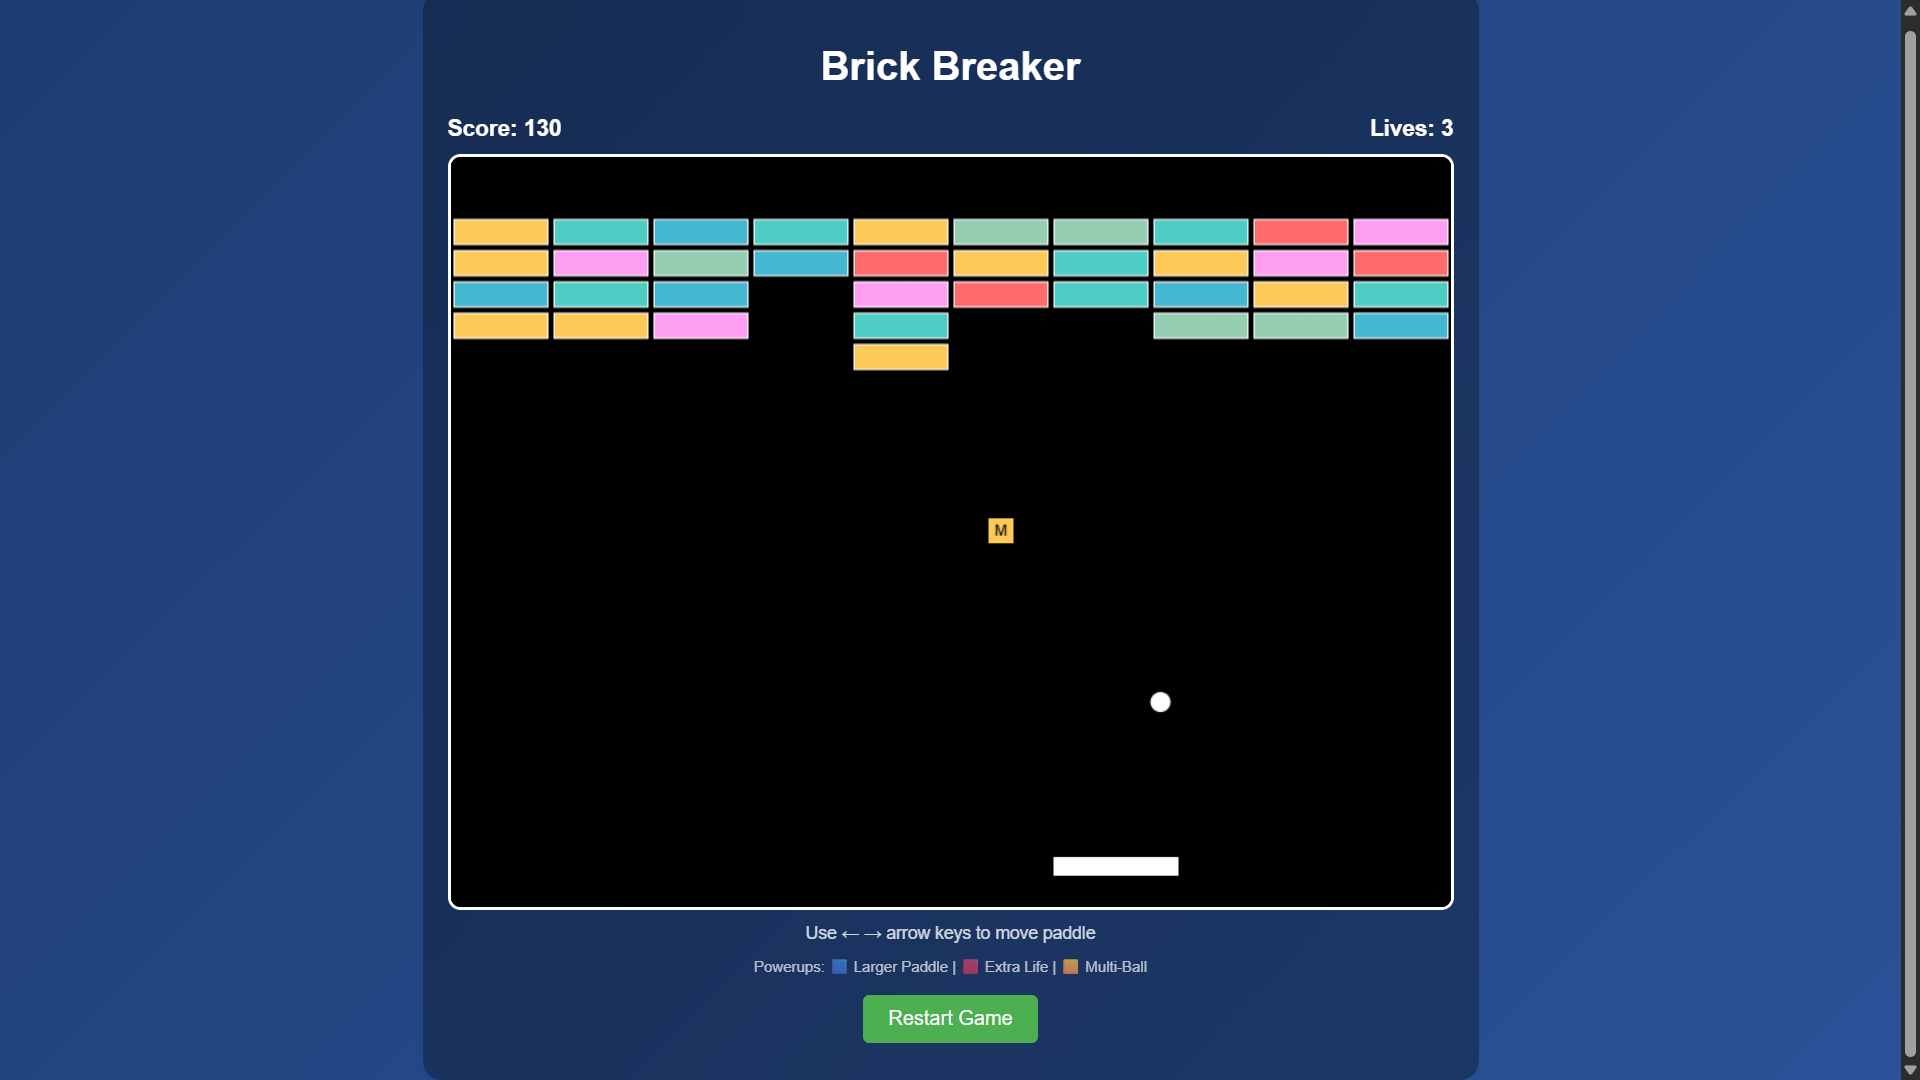 Brick Breaker
Score: 130
Lives: 3
M
Use ←→ arrow keys to move paddle
Powerups: Larger Paddle | Extra Life | Multi-Ball
Restart Game